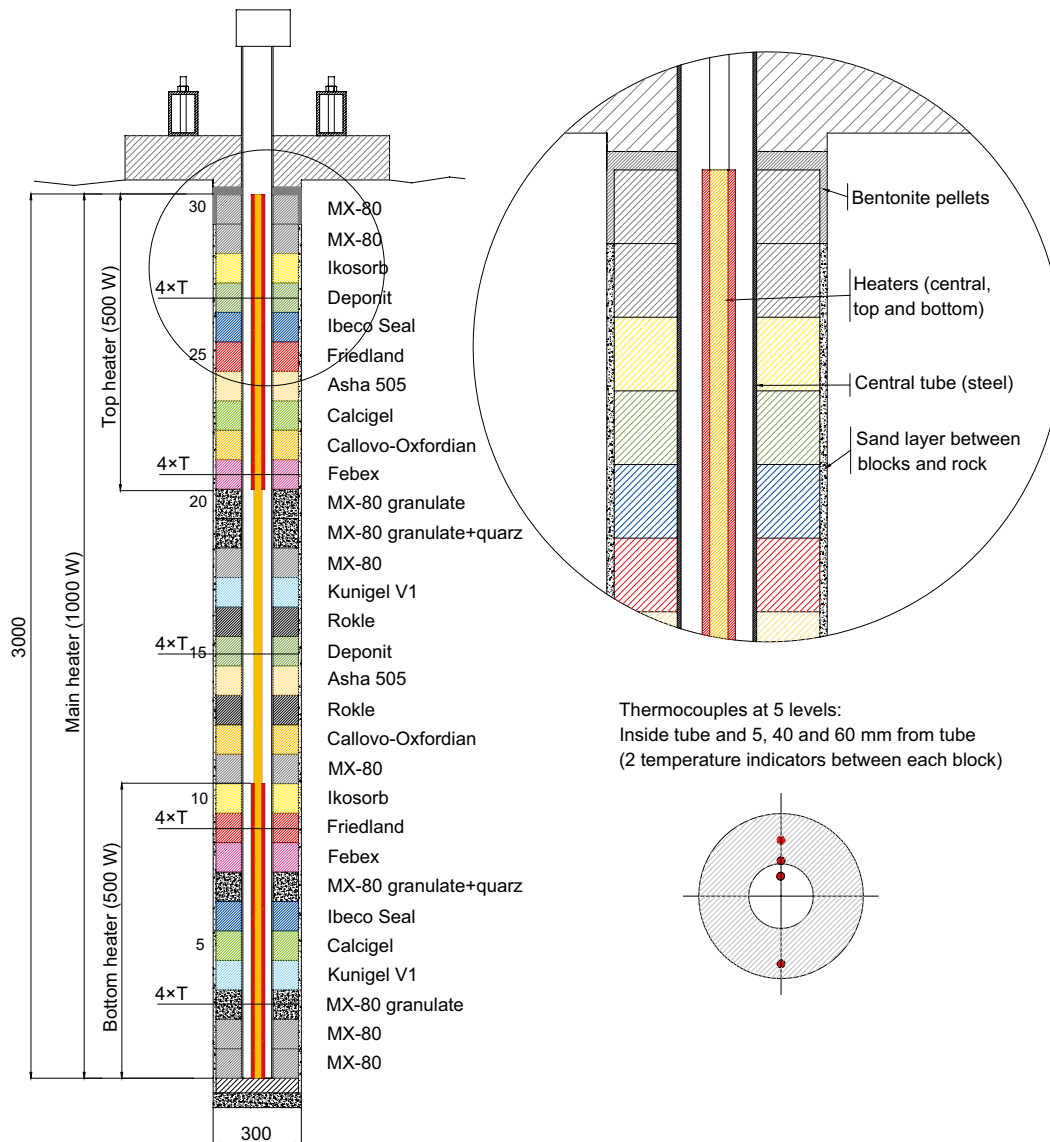 30
MX-80
MX-80
Ikosorb
4×T
Deponit
Ibeco Seal
25
Friedland
Asha 505
Calcigel
Callovo-Oxfordian
4×T
Febex
20
MX-80 granulate
MX-80 granulate+quarz
MX-80
Kunigel V1
Rokle
4×T
15
Deponit
Asha 505
Rokle
Callovo-Oxfordian
MX-80
10
Ikosorb
4×T
Friedland
Febex
MX-80 granulate+quarz
Ibeco Seal
5
Calcigel
Kunigel V1
4×T
MX-80 granulate
MX-80
MX-80
3000
Main heater (1000 W)
Top heater (500 W)
Bottom heater (500 W)
300
Bentonite pellets
Heaters (central,
top and bottom)
Central tube (steel)
Sand layer between
blocks and rock
Thermocouples at 5 levels:
Inside tube and 5, 40 and 60 mm from tube
(2 temperature indicators between each block)